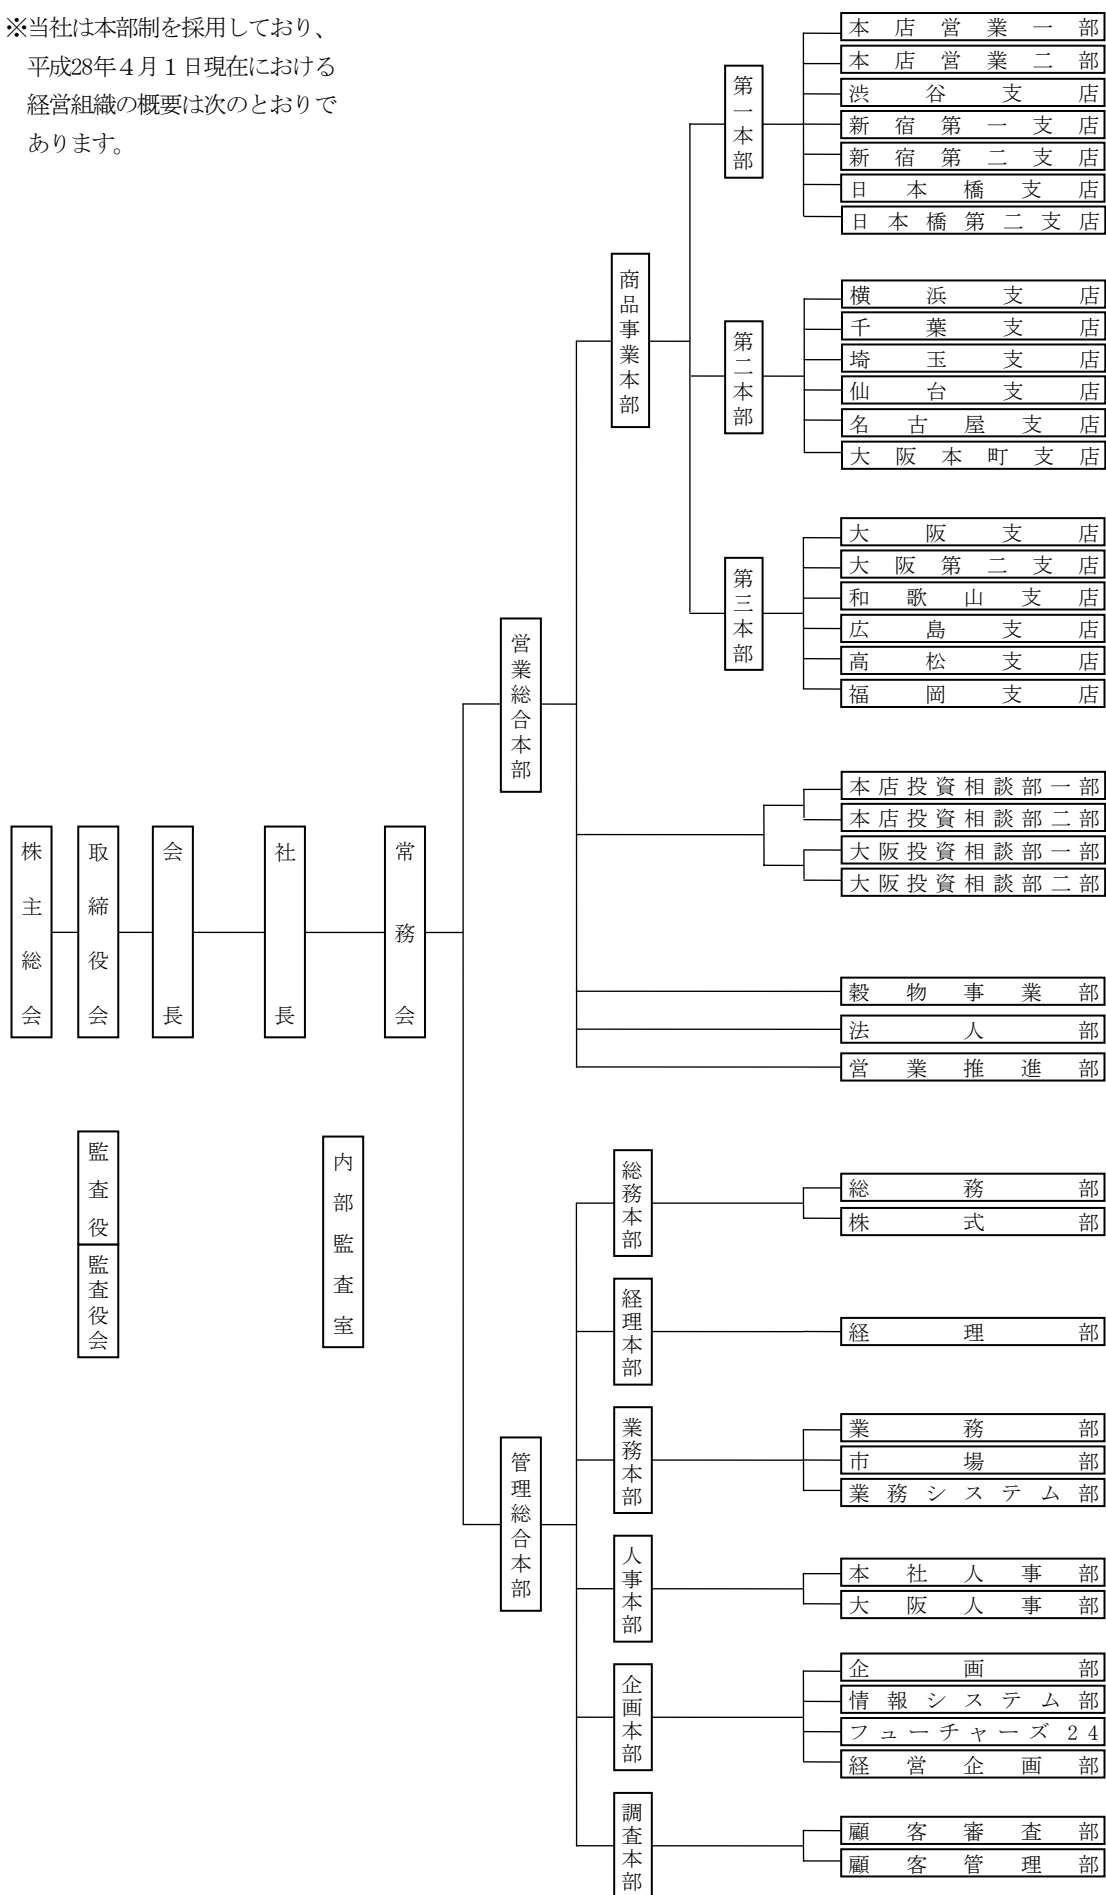 ※当社は本部制を採用しており、
平成28年４月１日現在における
経営組織の概要は次のとおりで
あります。
株主総会
取締役会
会長
社長
常務会
監査役
監査役会
内部監査室
営業総合本部
商品事業本部
第一本部
本店営業一部
本店営業二部
渋谷支店
新宿第一支店
新宿第二支店
日本橋支店
日本橋第二支店
第二本部
横浜支店
千葉支店
埼玉支店
仙台支店
名古屋支店
大阪本町支店
第三本部
大阪支店
大阪第二支店
和歌山支店
広島支店
高松支店
福岡支店
本店投資相談部一部
本店投資相談部二部
大阪投資相談部一部
大阪投資相談部二部
穀物事業部
法人部
営業推進部
管理総合本部
総務本部
総務部
株式部
経理本部
経理部
業務本部
業務部
市場部
業務システム部
人事本部
本社人事部
大阪人事部
企画本部
企画部
情報システム部
フューチャーズ24
経営企画部
調査本部
顧客審査部
顧客管理部